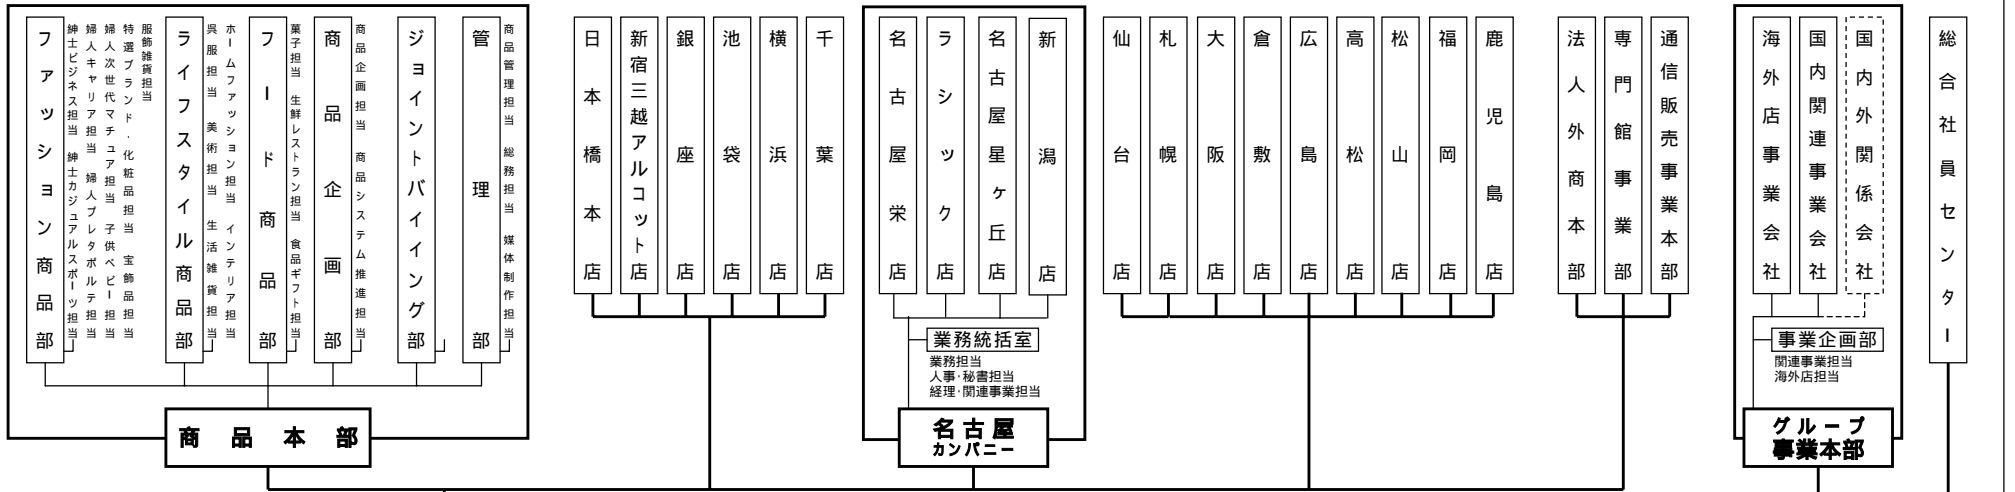 ファッション商品部
紳士ビジネス担当 紳士カジュアルスポーツ担当
婦人キャリア担当 婦人プレタポルテ担当
婦人次世代マチュア担当 子供ベビー担当
特選ブランド・化粧品担当 宝飾品担当
服飾雑貨担当
ライフスタイル商品部
呉服担当 美術担当 生活雑貨担当
ホームファッション担当 インテリア担当
フード商品部
菓子担当 生鮮レストラン担当 食品ギフト担当
商品企画部
商品企画担当 商品システム推進担当
ジョイントバイイング部
管理部
商品管理担当 総務担当 媒体制作担当
商品本部
日本橋本店
新宿三越アルコット店
銀座店
池袋店
横浜店
千葉店
名古屋栄店
ラシック店
名古屋星ヶ丘店
新潟店
業務統括室
業務担当
人事・秘書担当
経理・関連事業担当
名古屋
カンパニー
仙台店
札幌店
大阪店
倉敷店
広島店
高松店
松山店
福岡店
鹿児島店
法人外商本部
専門館事業部
通信販売事業本部
海外店事業会社
国内関連事業会社
国内外関係会社
事業企画部
関連事業担当
海外店担当
グループ
事業本部
総合社員センター